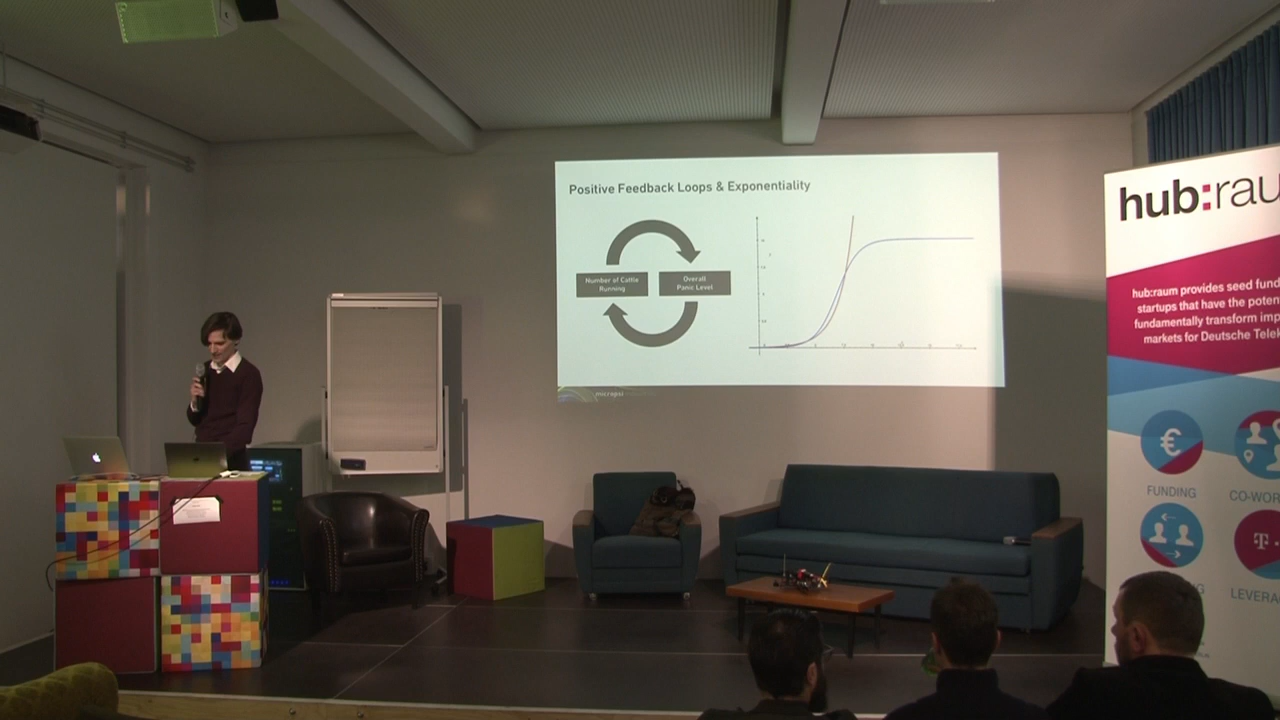 Positive Feedback Loops & Exponentiality
Number of Cattle
Running
Overall
Panic Level
micropsi
hub:rau
hub:raum provides seed fund
startups that have the poten
fundamentally transform imp
markets for Deutsche Telek
FUNDING
CO-WOR
LEVERA